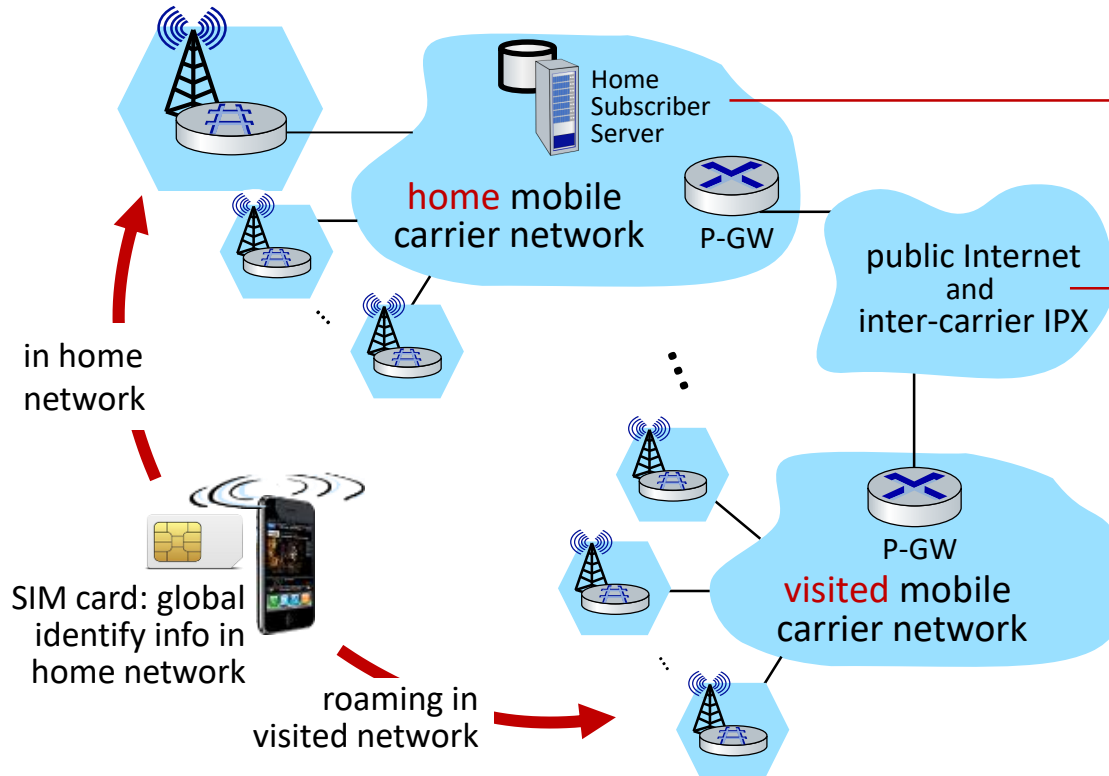 Home
Subscriber
Server
home mobile
carrier network
P-GW
public Internet
and
inter-carrier IPX
in home
network
SIM card: global
identify info in
home network
roaming in
visited network
P-GW
visited mobile
carrier network